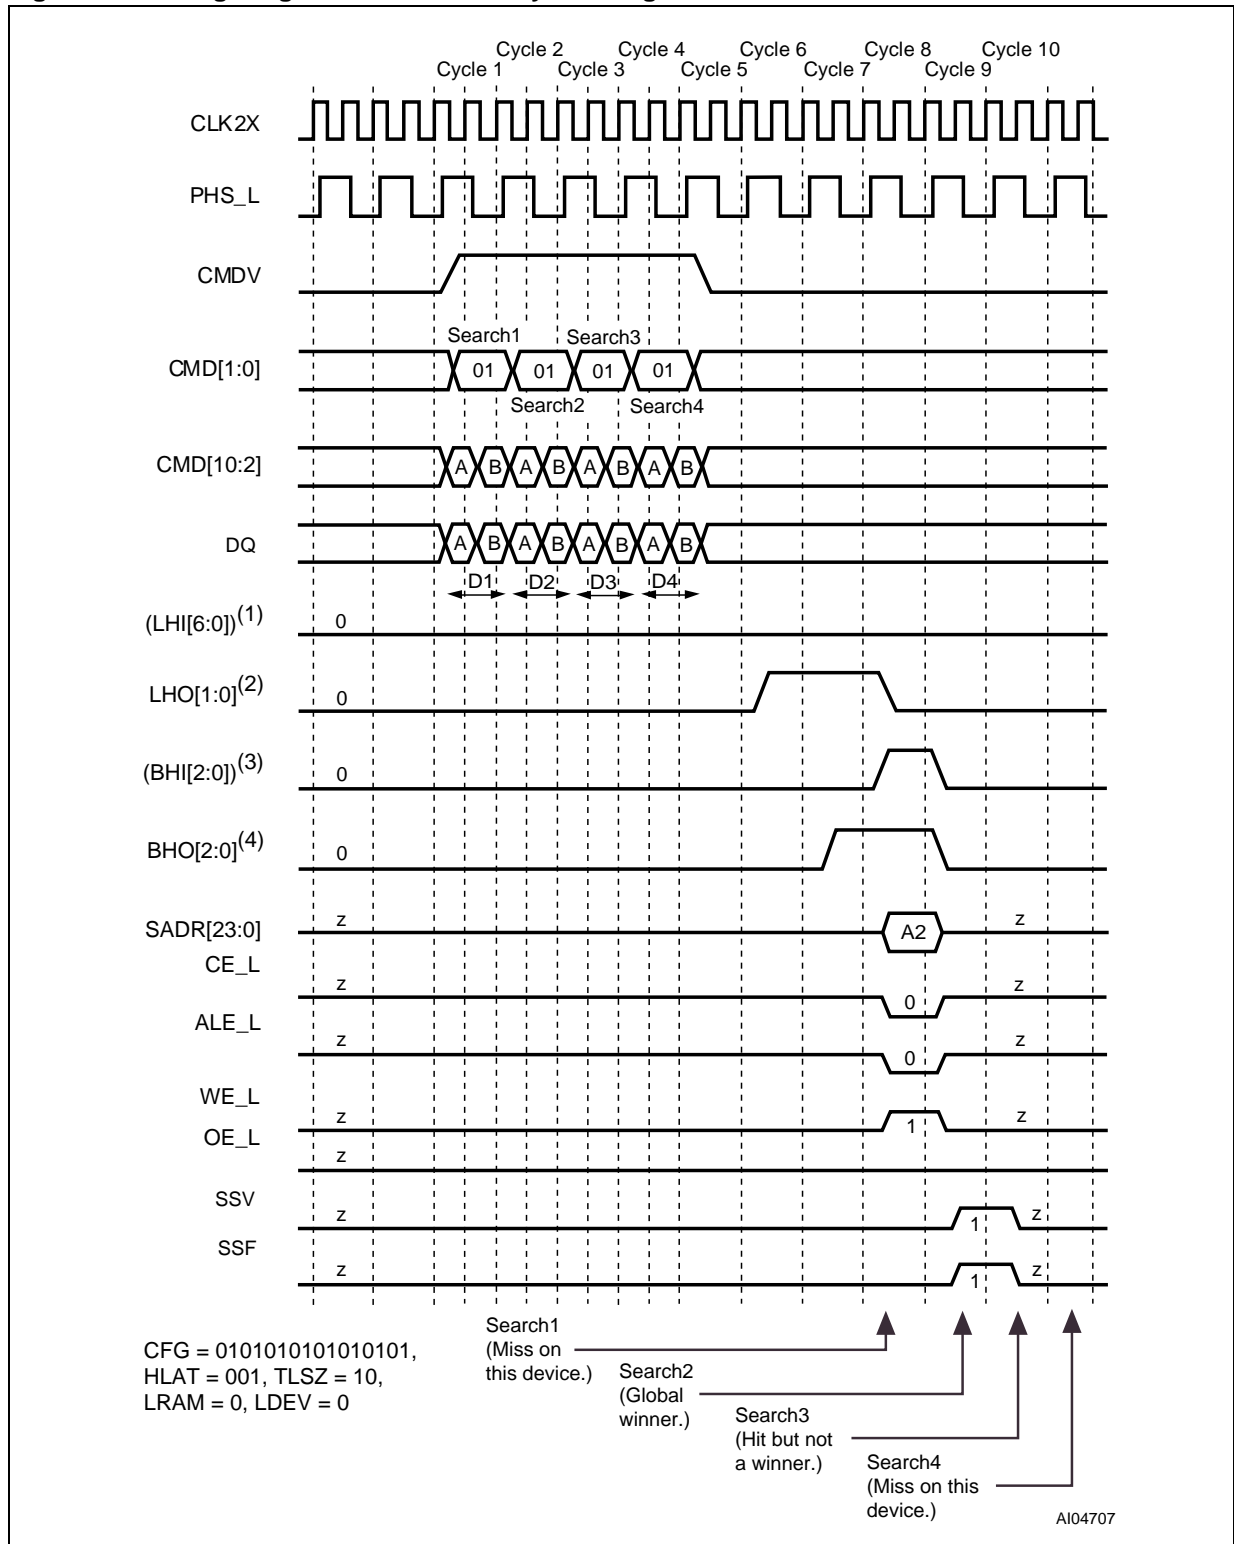 Cycle 2 Cycle 4 Cycle 6 Cycle 8 Cycle 10
Cycle 1 Cycle 3 Cycle 5 Cycle 7 Cycle 9
CLK2X
PHS_L
CMDV
Search1 Search3
CMD[1:0] 01 01 01 01
Search2 Search4
CMD[10:2] A B A B A B A B
DQ A B A B A B A B
D1 D2 D3 D4
(LHI[6:0])(1) 0
LHO[1:0](2) 0
(BHI[2:0])(3) 0
BHO[2:0](4) 0
SADR[23:0] z A2 z
CE_L
z 0 z
ALE_L
z 0 z
WE_L
z 1 z
OE_L
z
SSV
z 1 z
SSF
z 1 z
Search1
(Miss on
this device.)
Search2
(Global
winner.)
Search3
(Hit but not
a winner.)
Search4
(Miss on this
device.)
CFG = 0101010101010101,
HLAT = 001, TLSZ = 10,
LRAM = 0, LDEV = 0
AI04707